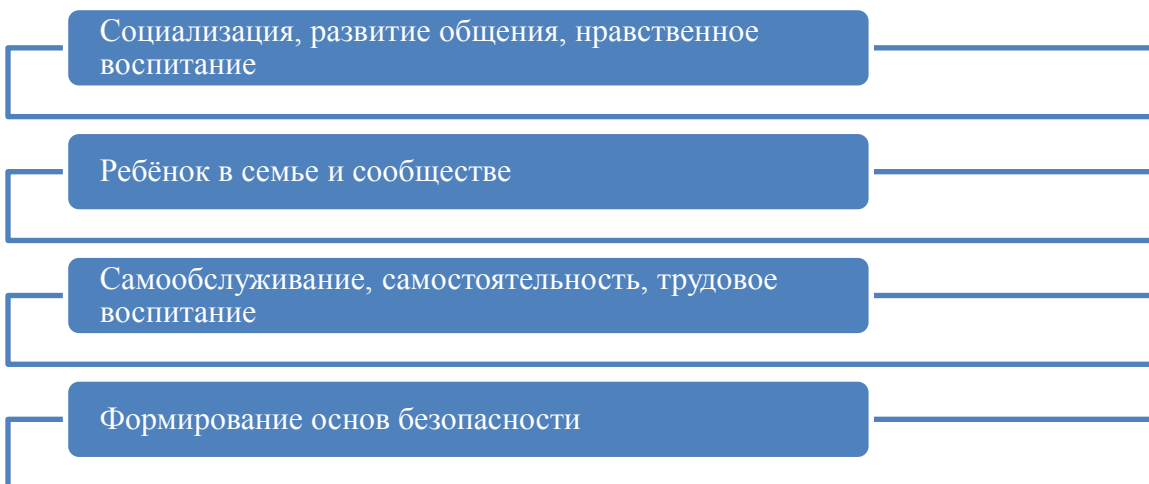 Социализация, развитие общения, нравственное
воспитание
Ребёнок в семье и сообществе
Самообслуживание, самостоятельность, трудовое
воспитание
Формирование основ безопасности